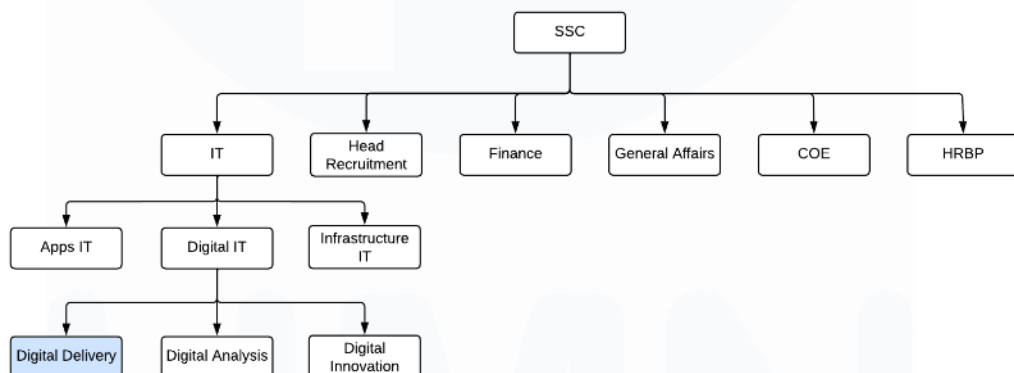 SSC
IT
Head
Recruitment
Finance
General Affairs
COE
HRBP
Apps IT
Digital IT
Infrastructure
IT
Digital Delivery
Digital Analysis
Digital
Innovation